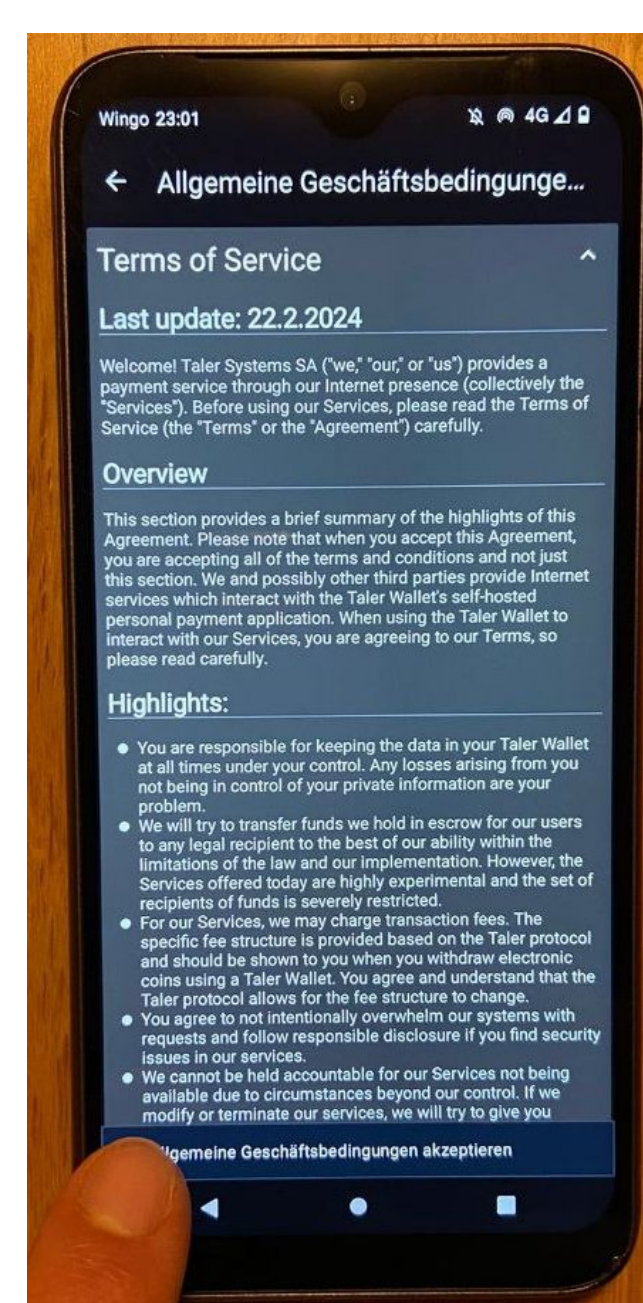 Wingo 23:01
4G
Allgemeine Geschäftsbedingunge...
Terms of Service
Last update: 22.2.2024
Welcome! Taler Systems SA ("we," "our," or "us") provides a
payment service through our Internet presence (collectively the
"Services"). Before using our Services, please read the Terms of
Service (the "Terms" or the "Agreement") carefully.
Overview
This section provides a brief summary of the highlights of this
Agreement. Please note that when you accept this Agreement,
you are accepting all of the terms and conditions and not just
this section. We and possibly other third parties provide Internet
services which interact with the Taler Wallet's self-hosted
personal payment application. When using the Taler Wallet to
interact with our Services, you are agreeing to our Terms, so
please read carefully.
Highlights:
• You are responsible for keeping the data in your Taler Wallet
at all times under your control. Any losses arising from you
not being in control of your private information are your
problem.
• We will try to transfer funds we hold in escrow for our users
to any legal recipient to the best of our ability within the
limitations of the law and our implementation. However, the
Services offered today are highly experimental and the set of
recipients of funds is severely restricted.
• For our Services, we may charge transaction fees. The
specific fee structure is provided based on the Taler protocol
and should be shown to you when you withdraw electronic
coins using a Taler Wallet. You agree and understand that the
Taler protocol allows for the fee structure to change.
• You agree to not intentionally overwhelm our systems with
requests and follow responsible disclosure if you find security
issues in our services.
• We cannot be held accountable for our Services not being
available due to circumstances beyond our control. If we
modify or terminate our services, we will try to give you
llgemeine Geschäftsbedingungen akzeptieren